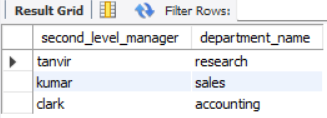 Result Grid Filter Rows:
second_level_manager department_name
tanvir research
kumar sales
clark accounting